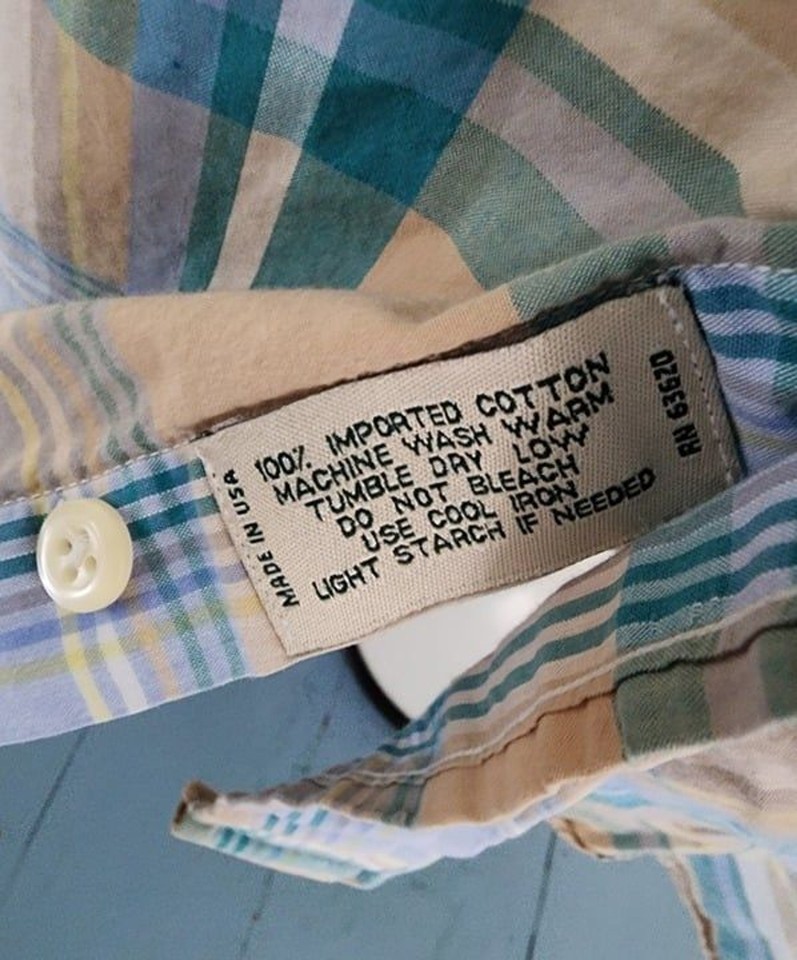 100% IMPORTED COTTON
MACHINE WASH WARM
TUMBLE DRY LOW
DO NOT BLEACH
USE COOL IRON
LIGHT STARCH IF NEEDED
MADE IN USA
RN 63620